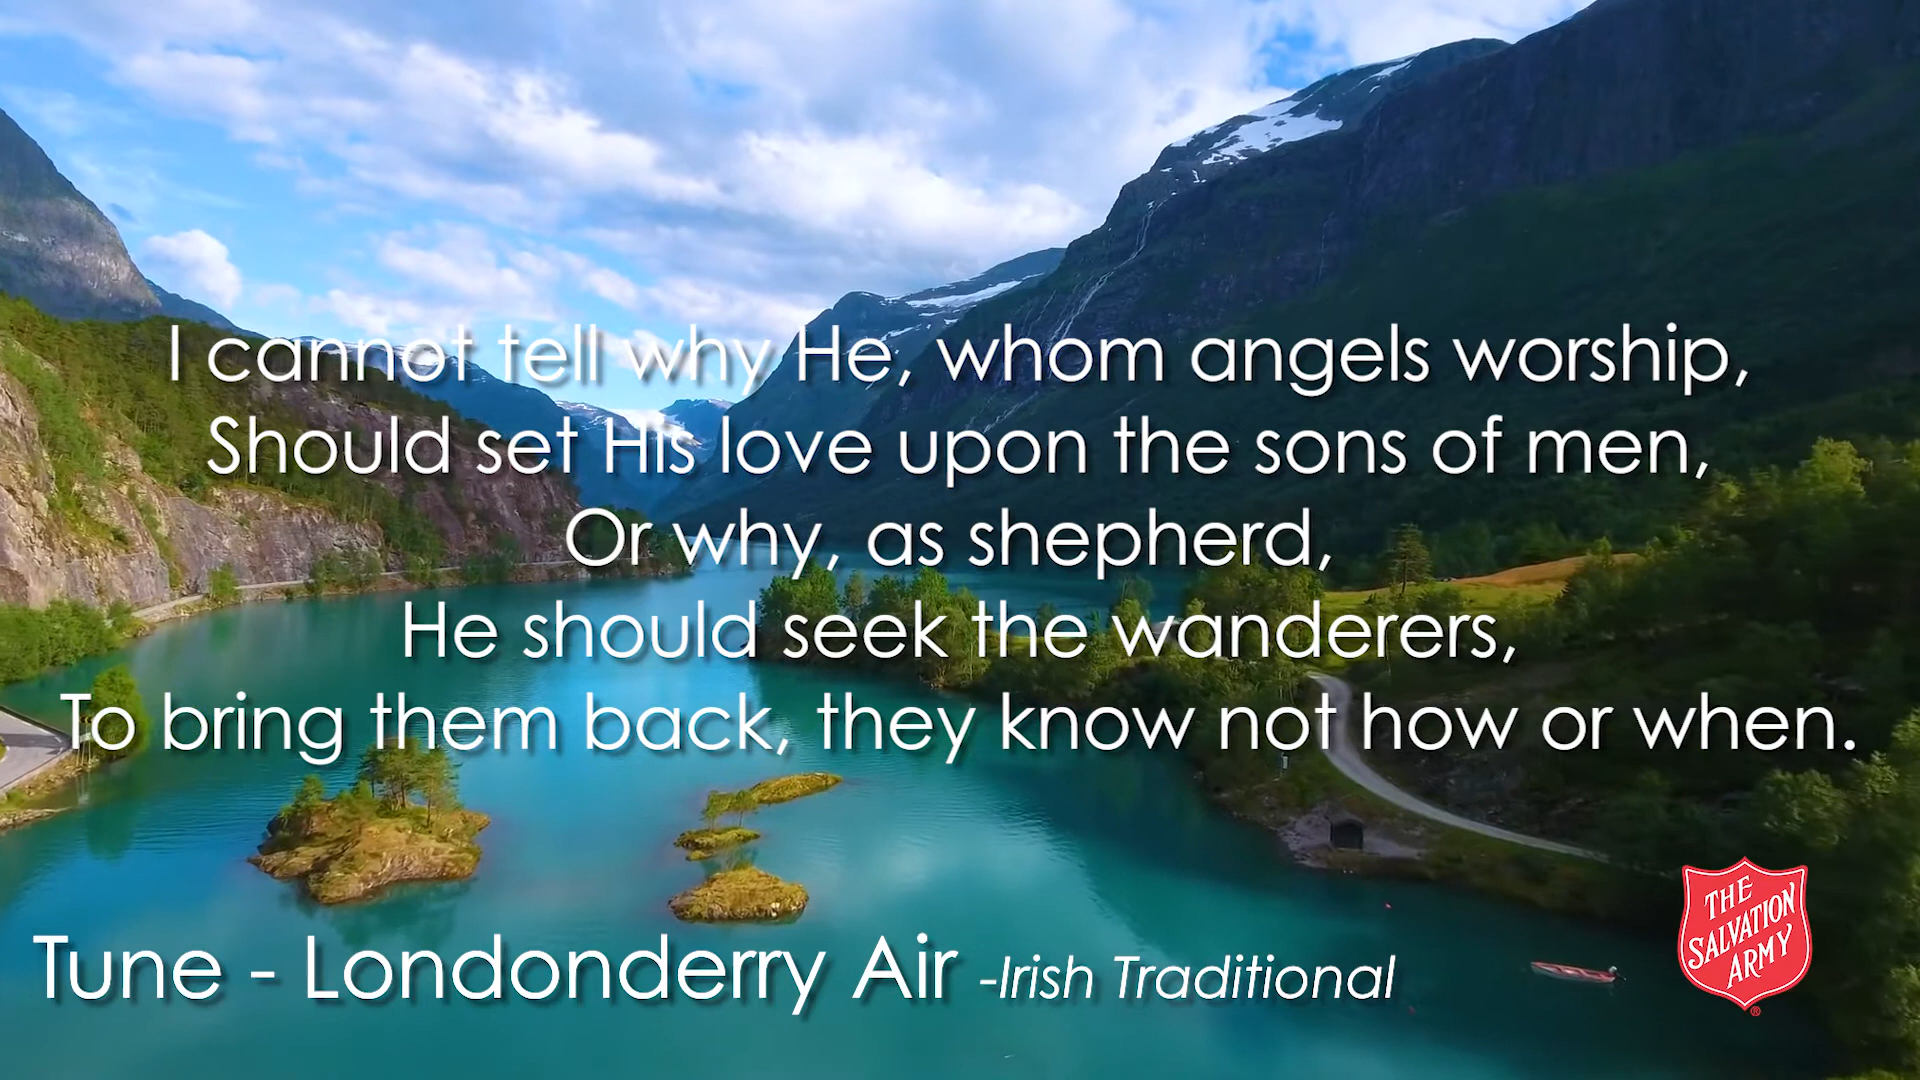 I cannot tell why He, whom angels worship,
Should set His love upon the sons of men,
Or why, as shepherd,
He should seek the wanderers,
To bring them back, they know not how or when.
Tune - Londonderry Air -Irish Traditional
THE
SALVATION
ARMY
®